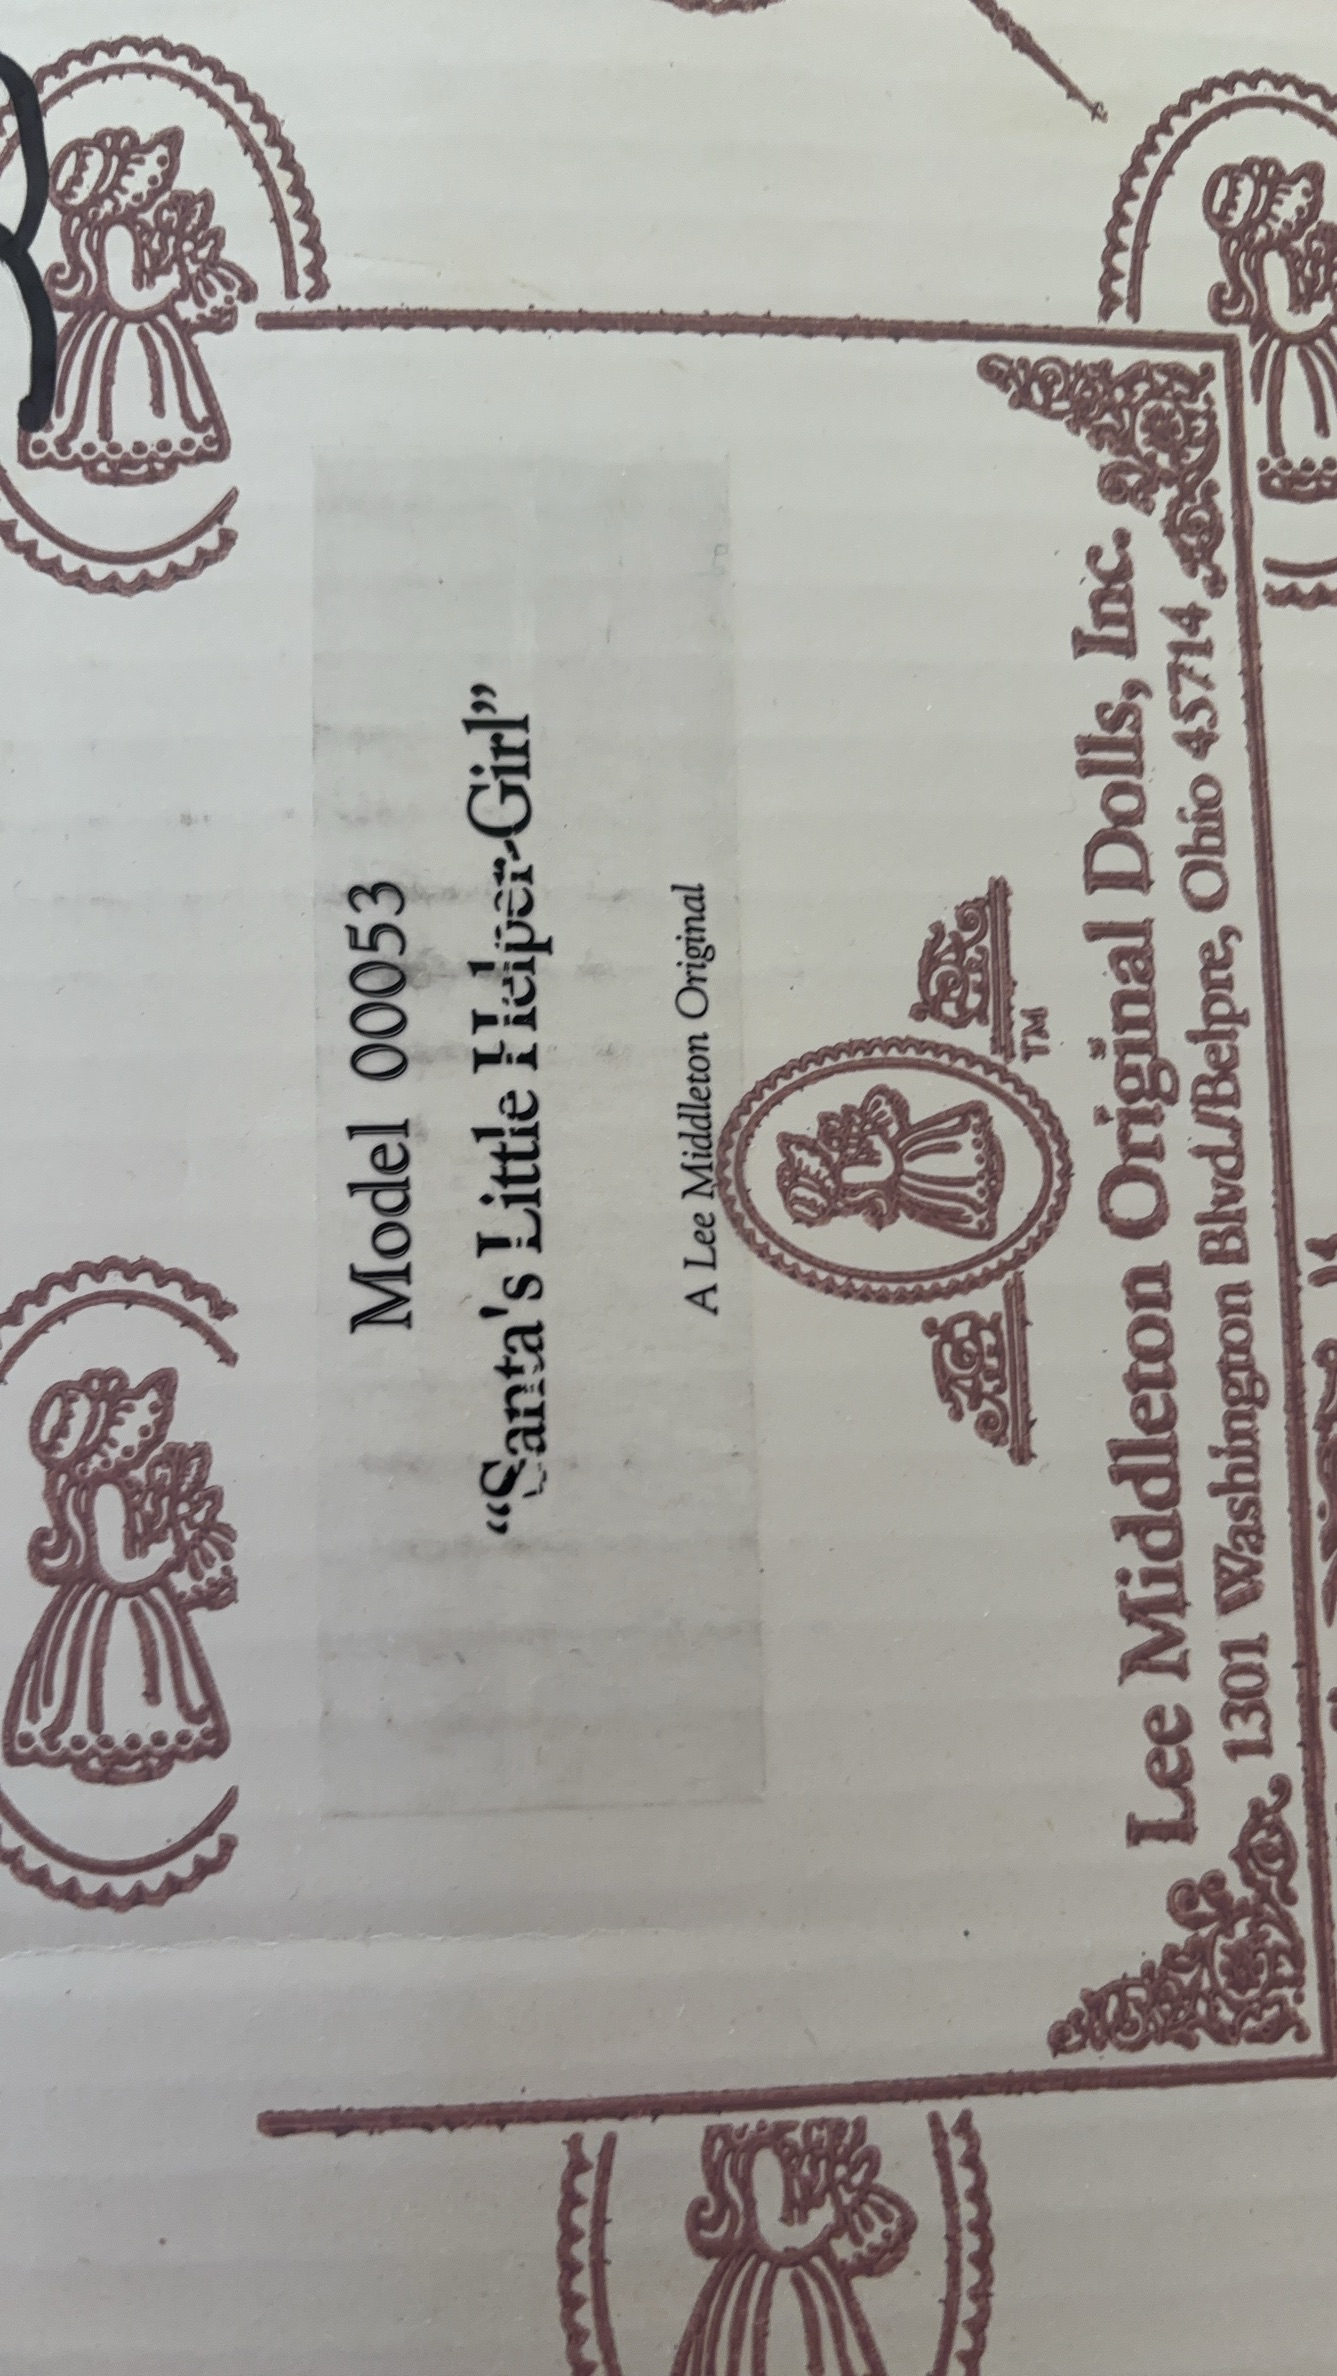 Model 00053
“Santa's Little Helper-Girl”
A Lee Middleton Original
TM
Lee Middleton Original Dolls, Inc.
1301 Washington Blvd./Belpre, Ohio 45714